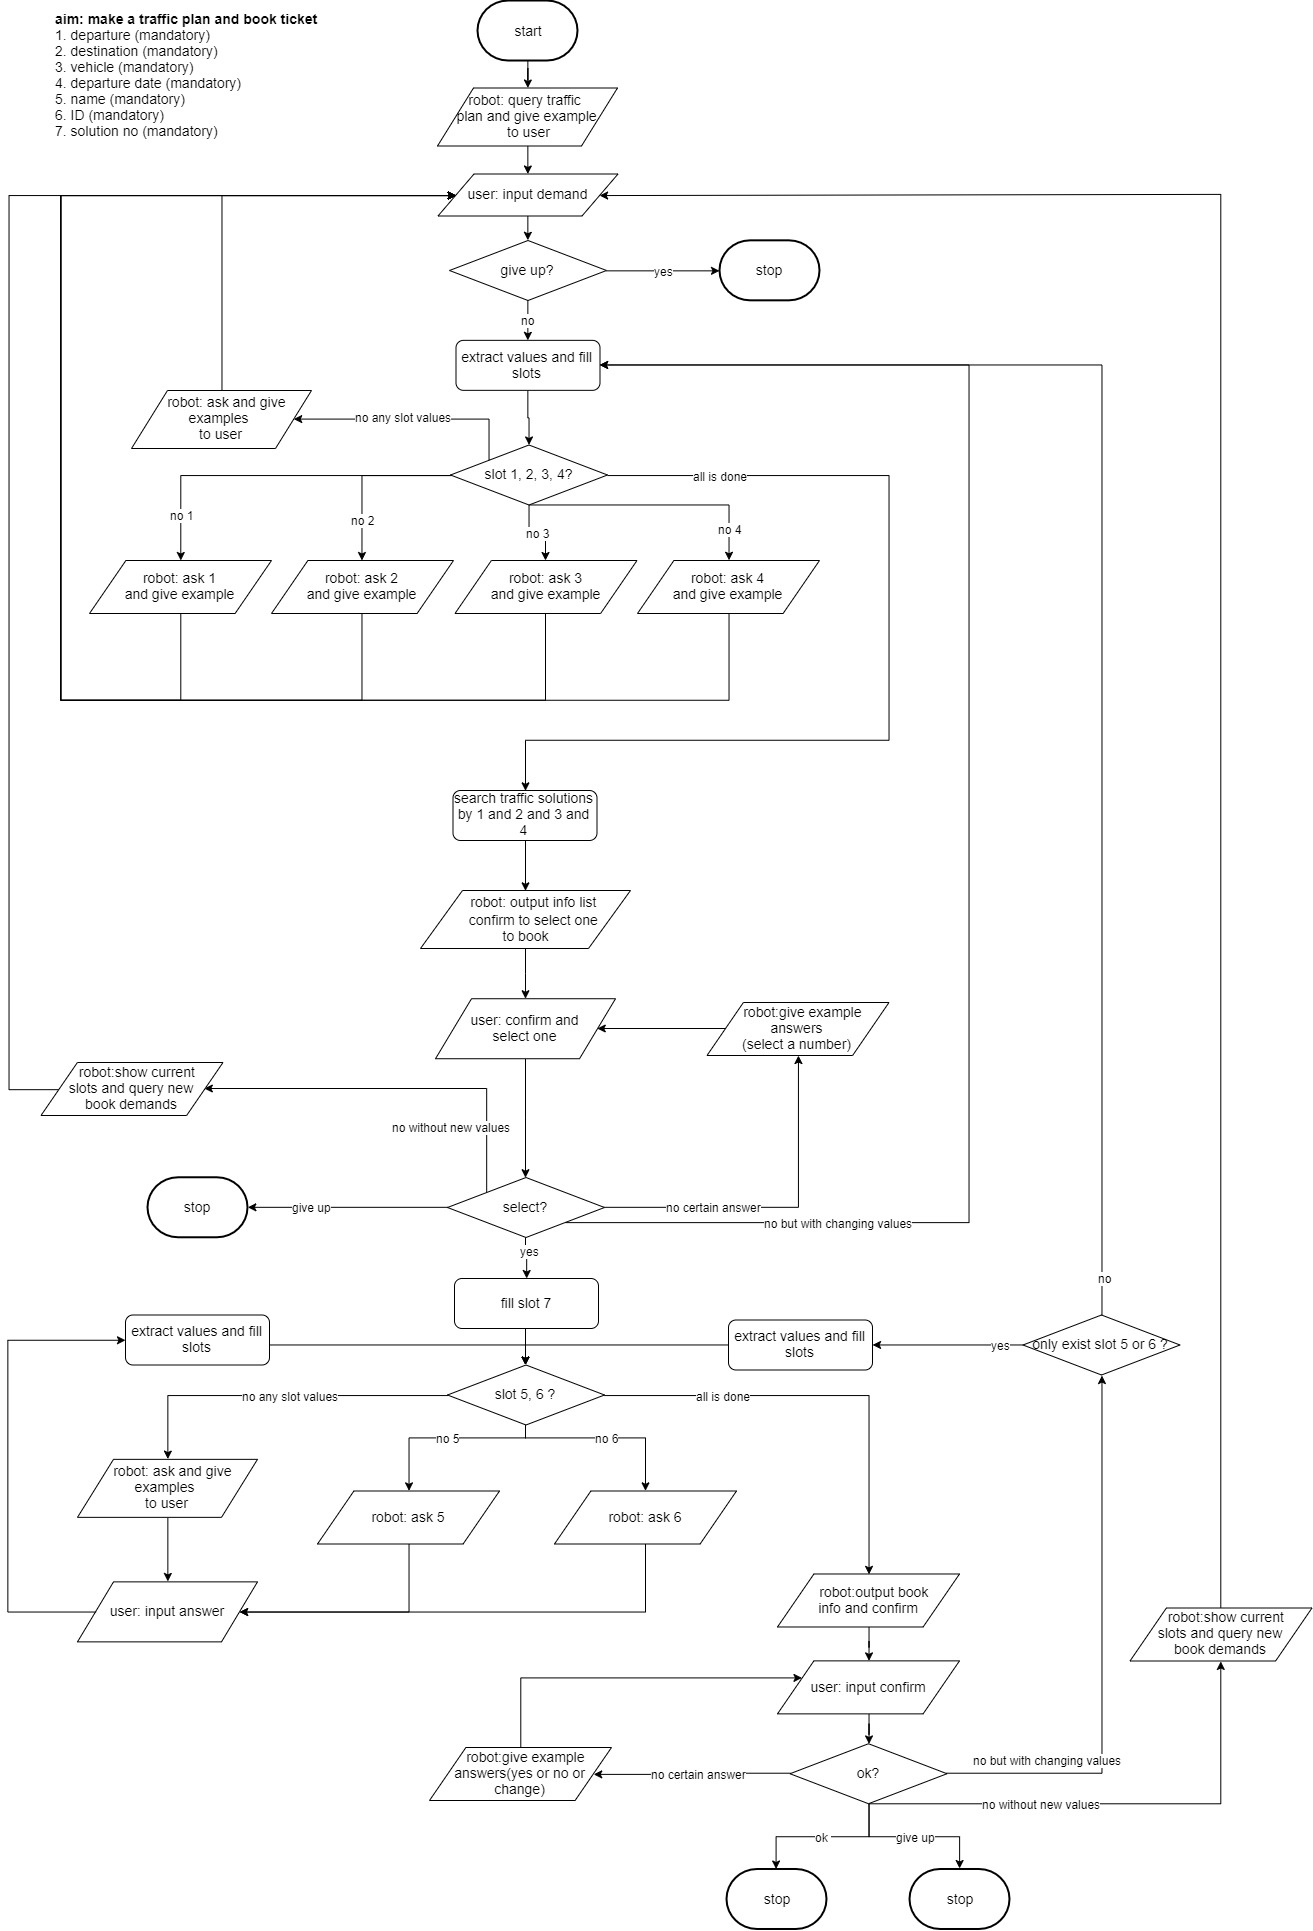 aim: make a traffic plan and book ticket
1. departure (mandatory)
2. destination (mandatory)
3. vehicle (mandatory)
4. departure date (mandatory)
5. name (mandatory)
6. ID (mandatory)
7. solution no (mandatory)
start
robot: query traffic
plan and give example
to user
user: input demand
give up?
yes
stop
no
extract values and fill
slots
robot: ask and give
examples
to user
no any slot values
slot 1, 2, 3, 4?
all is done
no 1
no 2
no 3
no 4
robot: ask 1
and give example
robot: ask 2
and give example
robot: ask 3
and give example
robot: ask 4
and give example
search traffic solutions
by 1 and 2 and 3 and
4
robot: output info list
confirm to select one
to book
user: confirm and
select one
robot:give example
answers
(select a number)
robot:show current
slots and query new
book demands
no without new values
stop
give up
select?
no certain answer
no but with changing values
yes
fill slot 7
no
extract values and fill
slots
extract values and fill
slots
yes
only exist slot 5 or 6 ?
no any slot values
slot 5, 6 ?
all is done
no 5
no 6
robot: ask and give
examples
to user
robot: ask 5
robot: ask 6
user: input answer
robot:output book
info and confirm
robot:show current
slots and query new
book demands
user: input confirm
robot:give example
answers(yes or no or
change)
no certain answer
ok?
no but with changing values
no without new values
ok
give up
stop
stop